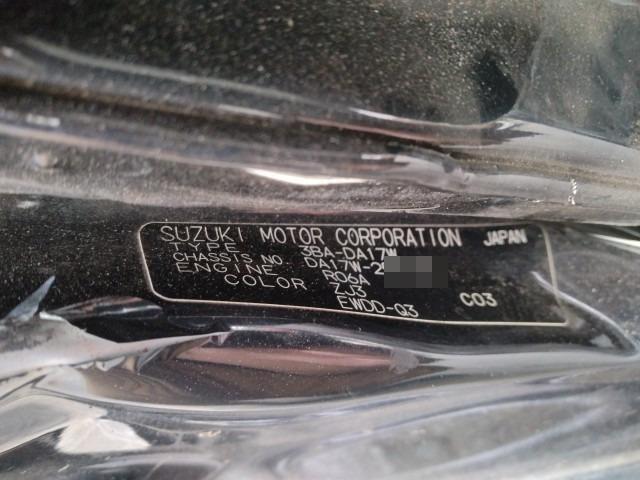 SUZUKI MOTOR CORPORATION JAPAN
TYPE 3BA-DA17W
CHASSIS NO. DA17W-2
ENGINE R06A
COLOR ZJ3
EWDD-Q3 C03